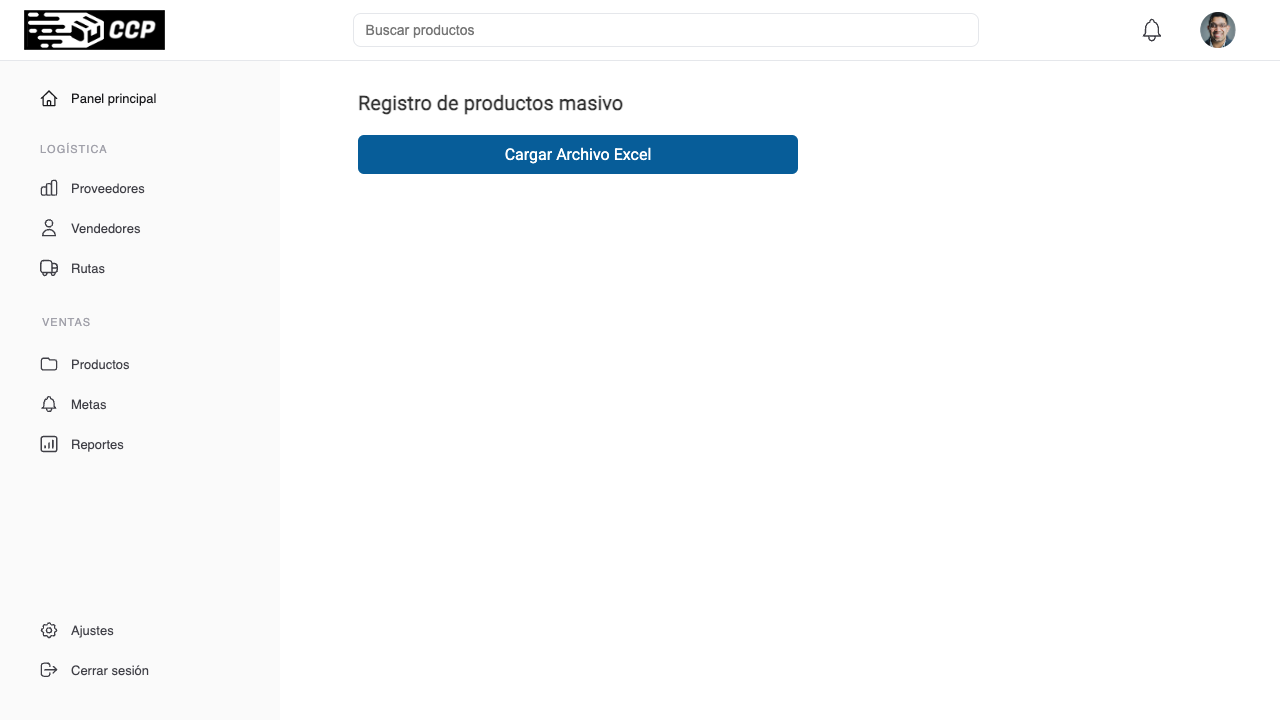 CCP
Buscar productos
Panel principal
LOGÍSTICA
Proveedores
Vendedores
Rutas
VENTAS
Productos
Metas
Reportes
Ajustes
Cerrar sesión
Registro de productos masivo
Cargar Archivo Excel